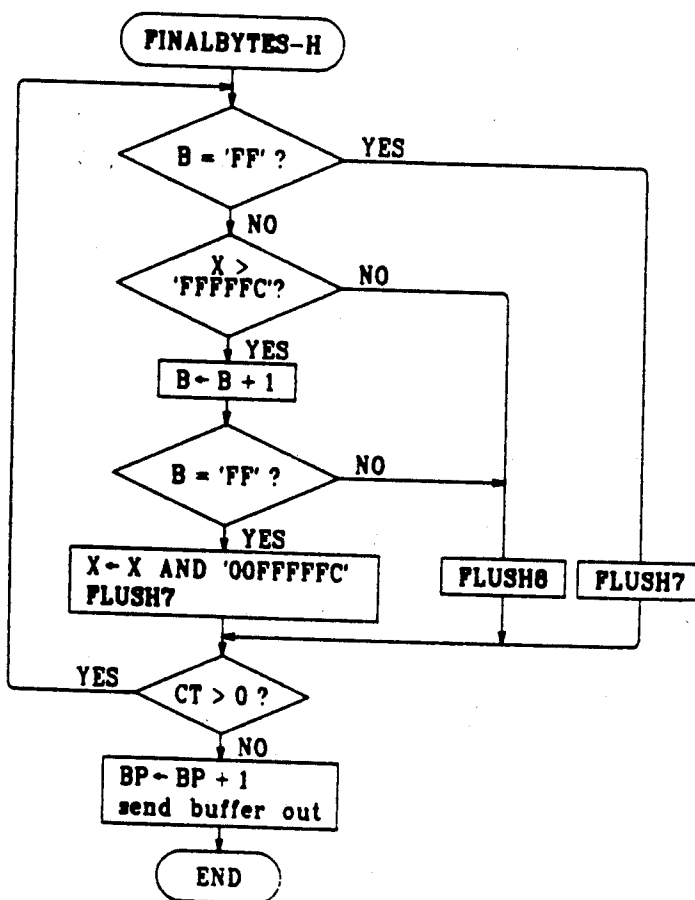 FINALBYTES-H
B = 'FF' ?
YES
NO
X >
'FFFFFC'?
NO
YES
B ← B + 1
B = 'FF' ?
NO
YES
X ← X AND '00FFFFFC'
FLUSH7
FLUSH8
FLUSH7
YES
CT > 0 ?
NO
BP ← BP + 1
send buffer out
END